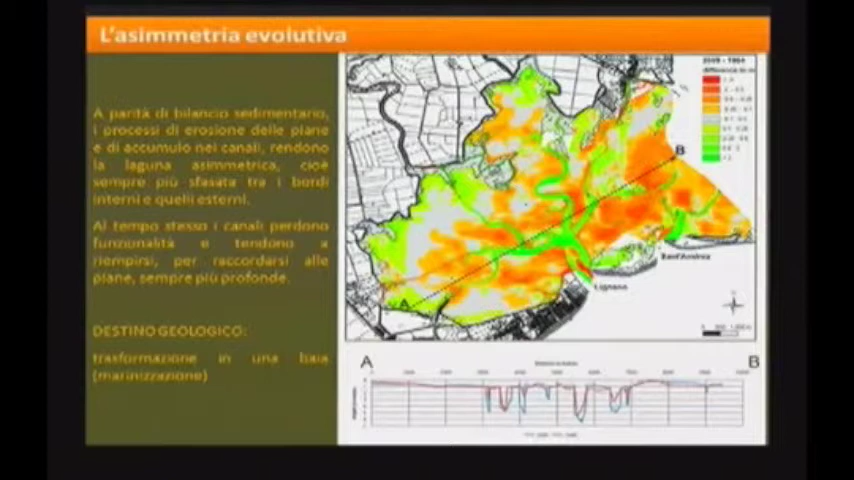 L'asimmetria evolutiva
A parità di bilancio sedimentario,
i processi di erosione delle piane
e di accumulo nei canali, rendono
la laguna asimmetrica, cioè
sempre più sfasata tra i bordi
interni e quelli esterni.
Al tempo stesso i canali perdono
funzionalità e tendono a
riempirsi, per raccordarsi alle
piane, sempre più profonde.
DESTINO GEOLOGICO:
trasformazione in una baia
(marinizzazione)
B
Sant'Andrea
Lignano
A
A
B